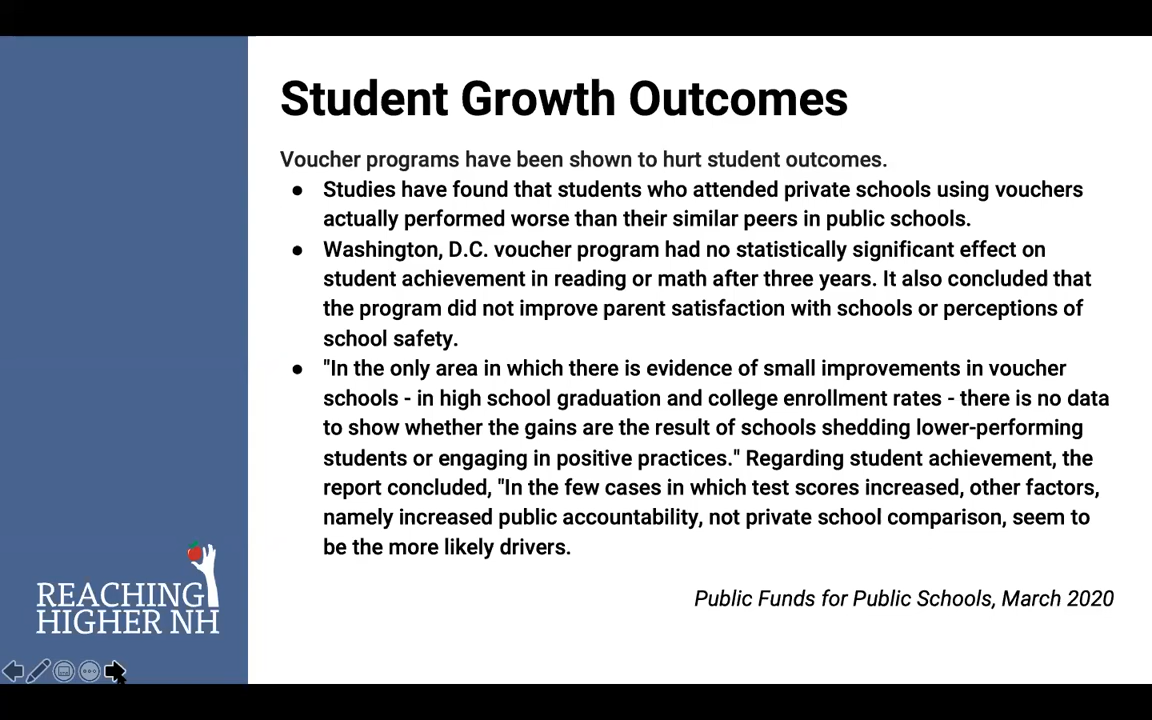 Student Growth Outcomes
Voucher programs have been shown to hurt student outcomes.
● Studies have found that students who attended private schools using vouchers
actually performed worse than their similar peers in public schools.
● Washington, D.C. voucher program had no statistically significant effect on
student achievement in reading or math after three years. It also concluded that
the program did not improve parent satisfaction with schools or perceptions of
school safety.
● "In the only area in which there is evidence of small improvements in voucher
schools - in high school graduation and college enrollment rates - there is no data
to show whether the gains are the result of schools shedding lower-performing
students or engaging in positive practices." Regarding student achievement, the
report concluded, "In the few cases in which test scores increased, other factors,
namely increased public accountability, not private school comparison, seem to
be the more likely drivers.
Public Funds for Public Schools, March 2020
REACHING
HIGHER NH